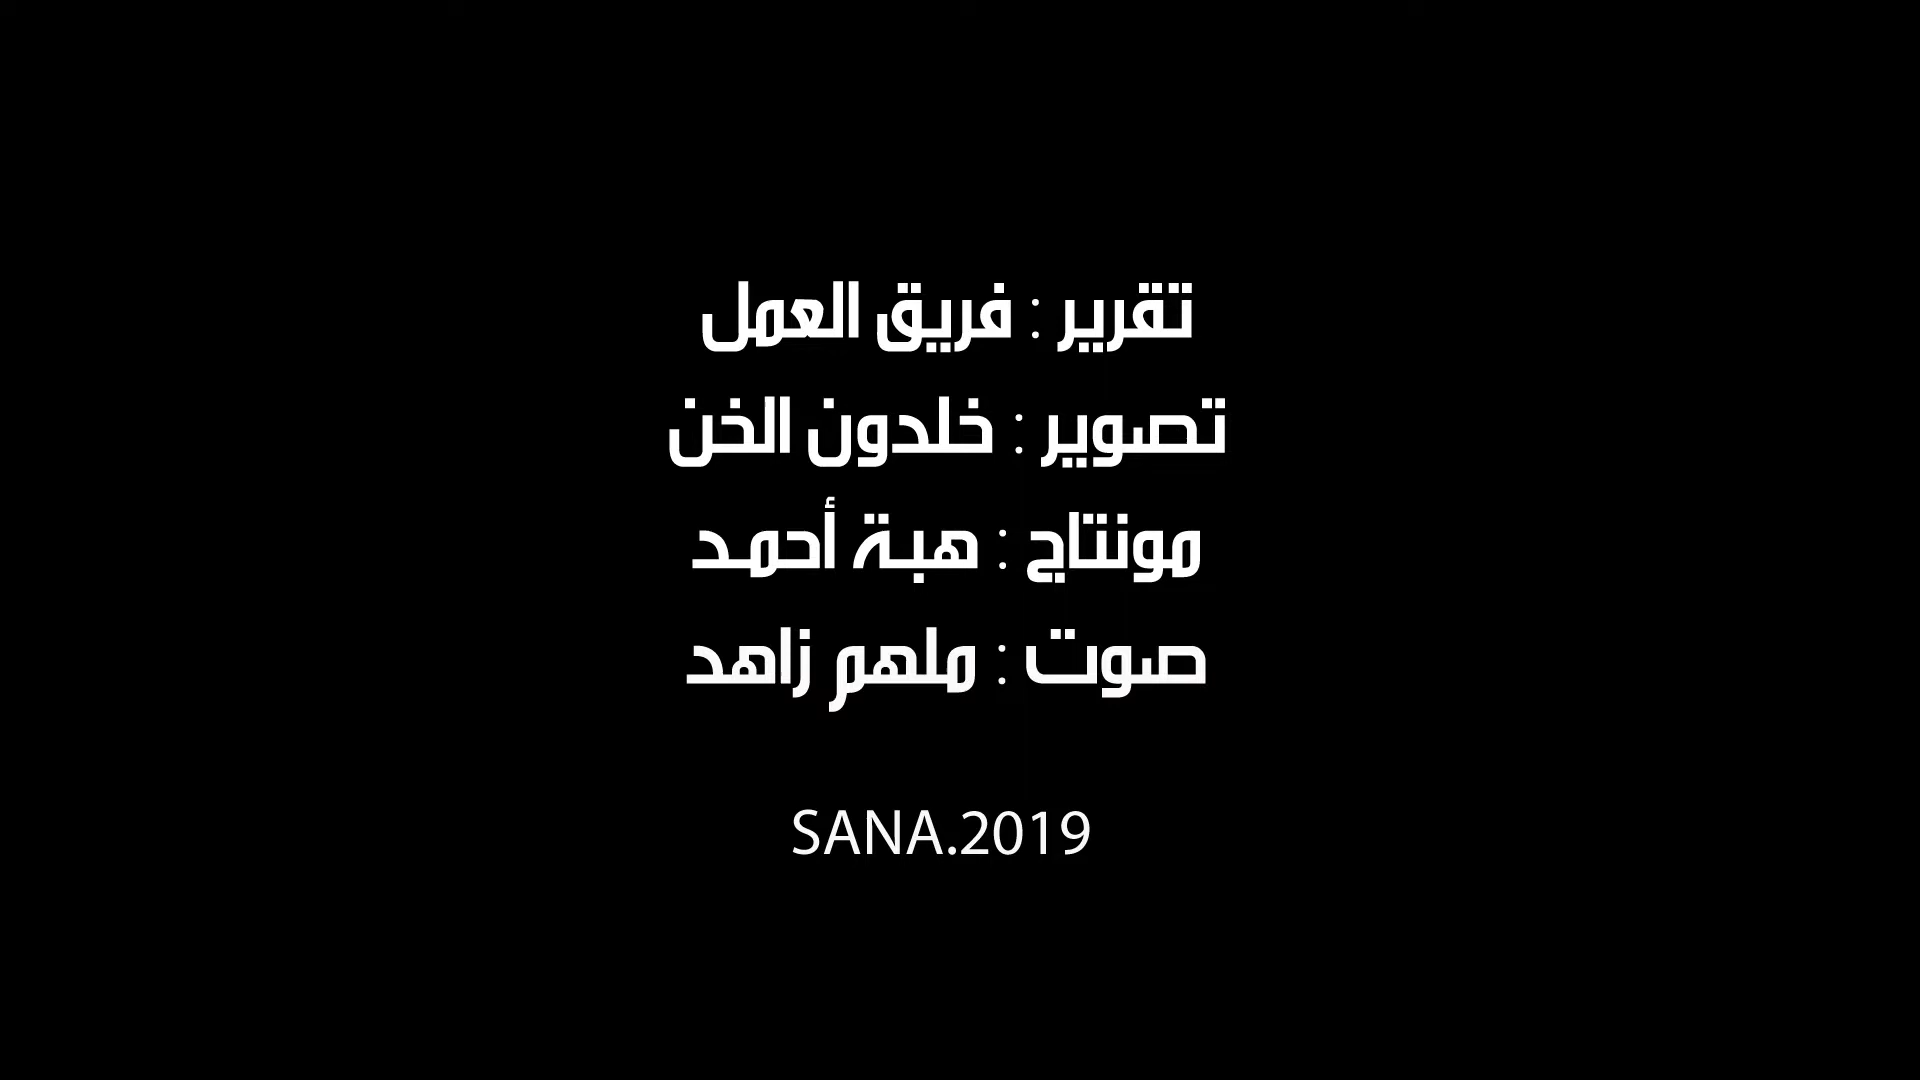 تقرير : فريق العمل
تصوير : خلدون الخن
مونتاج : هبة أحمد
صوت : ملهم زاهد
SANA.2019